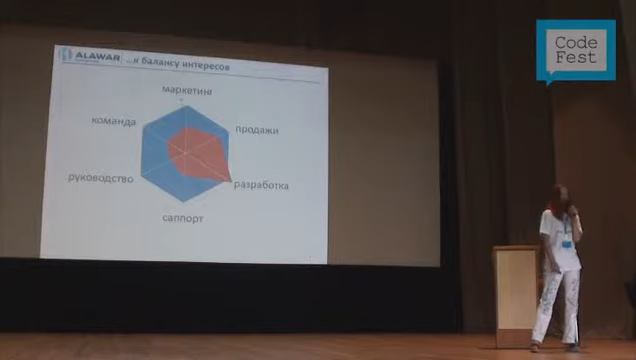 ALAWAR
...к балансу интересов
маркетинг
команда
продажи
руководство
разработка
саппорт
Code
Fest